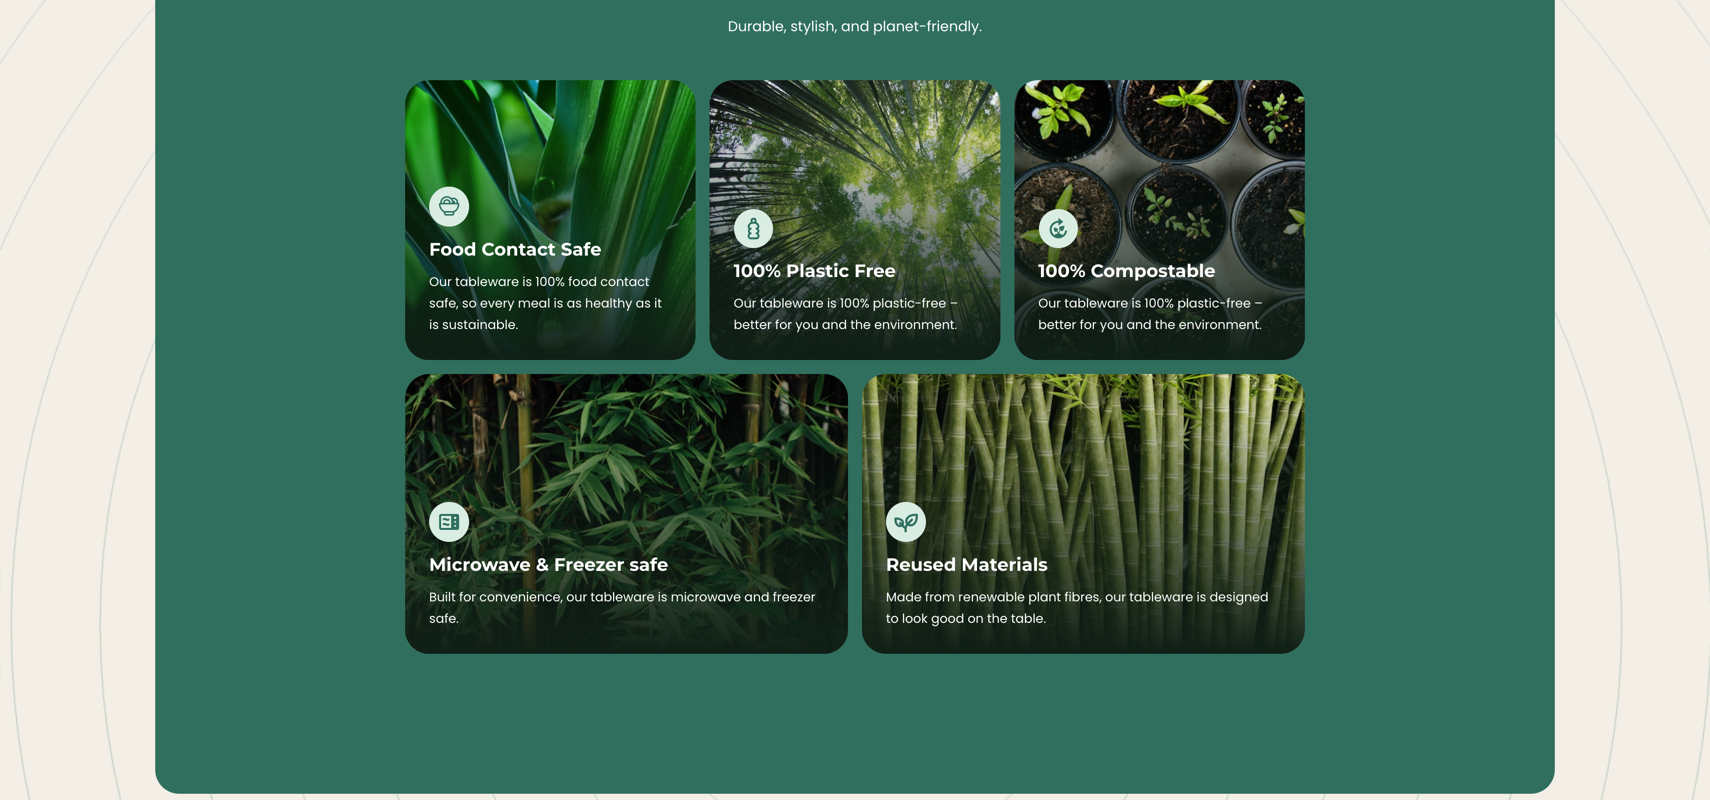 Durable, stylish, and planet-friendly.
Food Contact Safe
Our tableware is 100% food contact
safe, so every meal is as healthy as it
is sustainable.
100% Plastic Free
Our tableware is 100% plastic-free –
better for you and the environment.
100% Compostable
Our tableware is 100% plastic-free –
better for you and the environment.
Microwave & Freezer safe
Built for convenience, our tableware is microwave and freezer
safe.
Reused Materials
Made from renewable plant fibres, our tableware is designed
to look good on the table.